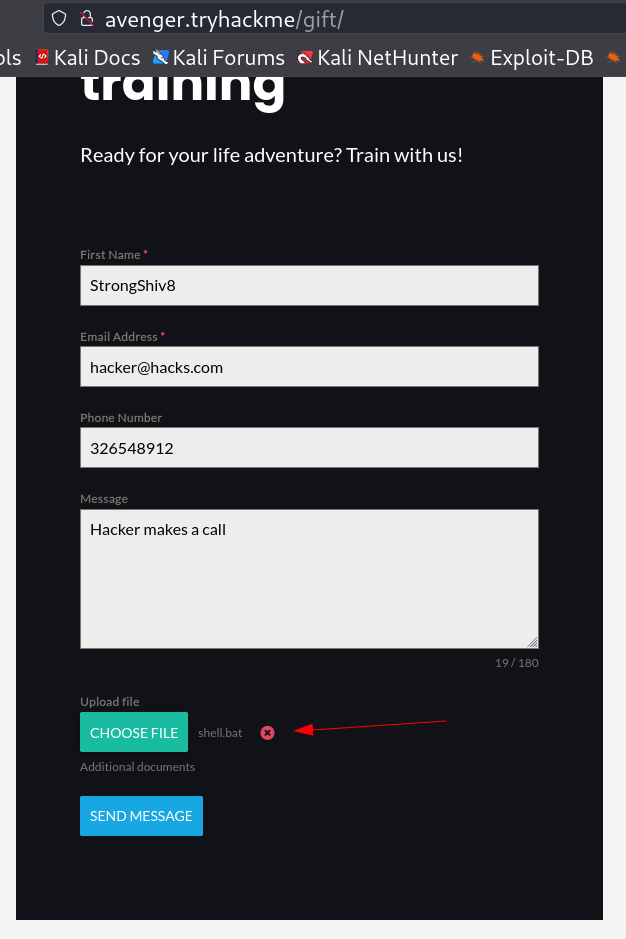 avenger.tryhackme/gift/
ols Kali Docs Kali Forums Kali NetHunter Exploit-DB
training
Ready for your life adventure? Train with us!
First Name *
StrongShiv8
Email Address *
hacker@hacks.com
Phone Number
326548912
Message
Hacker makes a call
19 / 180
Upload file
CHOOSE FILE shell.bat
Additional documents
SEND MESSAGE